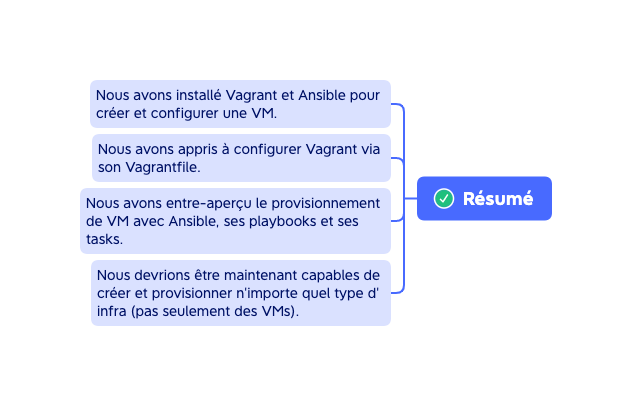 Nous avons installé Vagrant et Ansible pour
créer et configurer une VM.
Nous avons appris à configurer Vagrant via
son Vagrantfile.
Nous avons entre-aperçu le provisionnement
de VM avec Ansible, ses playbooks et ses
tasks.
Nous devrions être maintenant capables de
créer et provisionner n'importe quel type d'
infra (pas seulement des VMs).
Résumé